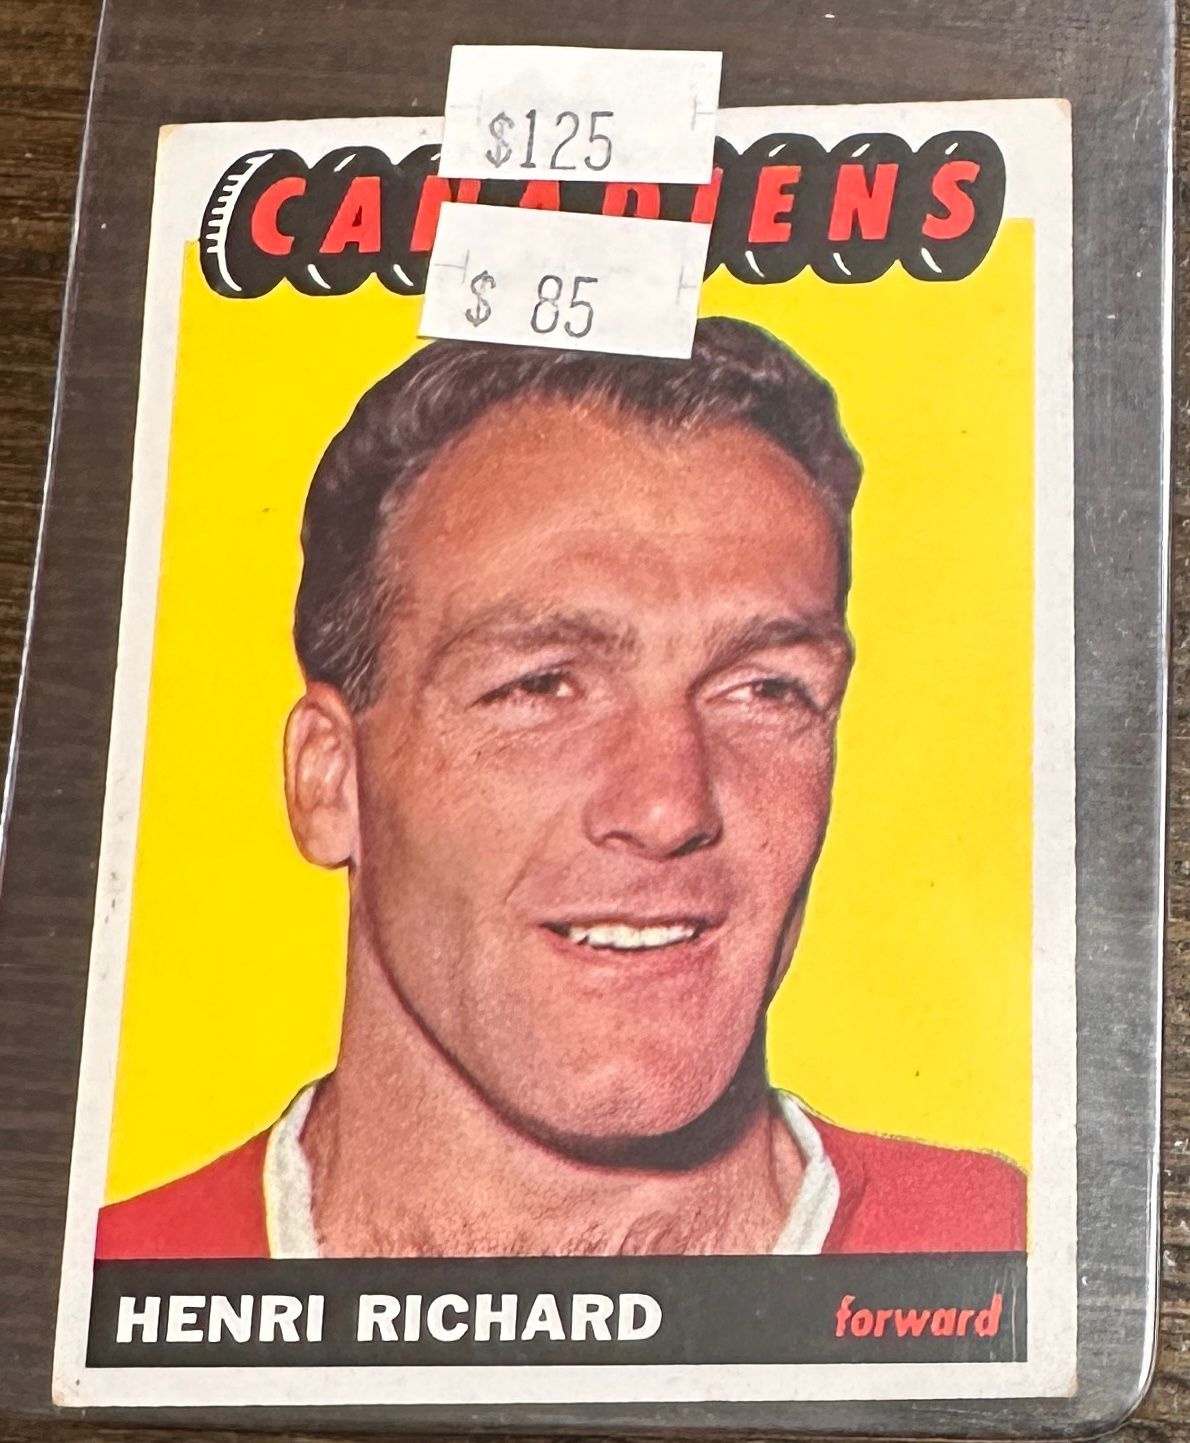 $125
CANADIENS
$ 85
HENRI RICHARD
forward